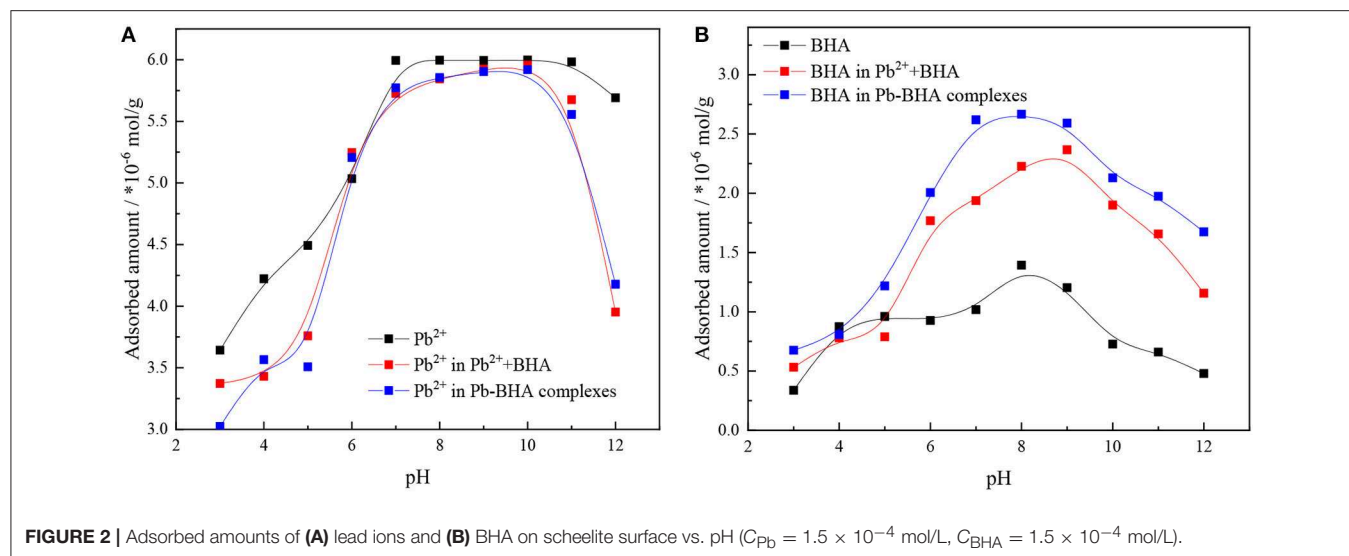 A
Adsorbed amount / *10⁻⁶ mol/g
6.0
5.5
5.0
4.5
4.0
3.5
3.0
2
4
6
8
10
12
pH
Pb²⁺
Pb²⁺ in Pb²⁺+BHA
Pb²⁺ in Pb-BHA complexes
B
Adsorbed amount / *10⁻⁶ mol/g
3.0
2.5
2.0
1.5
1.0
0.5
0.0
2
4
6
8
10
12
pH
BHA
BHA in Pb²⁺+BHA
BHA in Pb-BHA complexes
FIGURE 2 | Adsorbed amounts of (A) lead ions and (B) BHA on scheelite surface vs. pH (C_Pb = 1.5 × 10⁻⁴ mol/L, C_BHA = 1.5 × 10⁻⁴ mol/L).